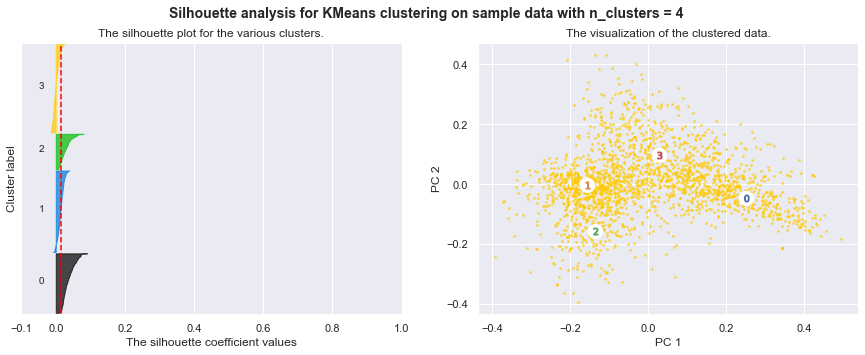 Silhouette analysis for KMeans clustering on sample data with n_clusters = 4
The silhouette plot for the various clusters.
Cluster label
3
2
1
0
−0.1 0.0 0.2 0.4 0.6 0.8 1.0
The silhouette coefficient values
The visualization of the clustered data.
PC 2
0.4
0.2
0.0
−0.2
−0.4
3
1
0
2
−0.4 −0.2 0.0 0.2 0.4
PC 1